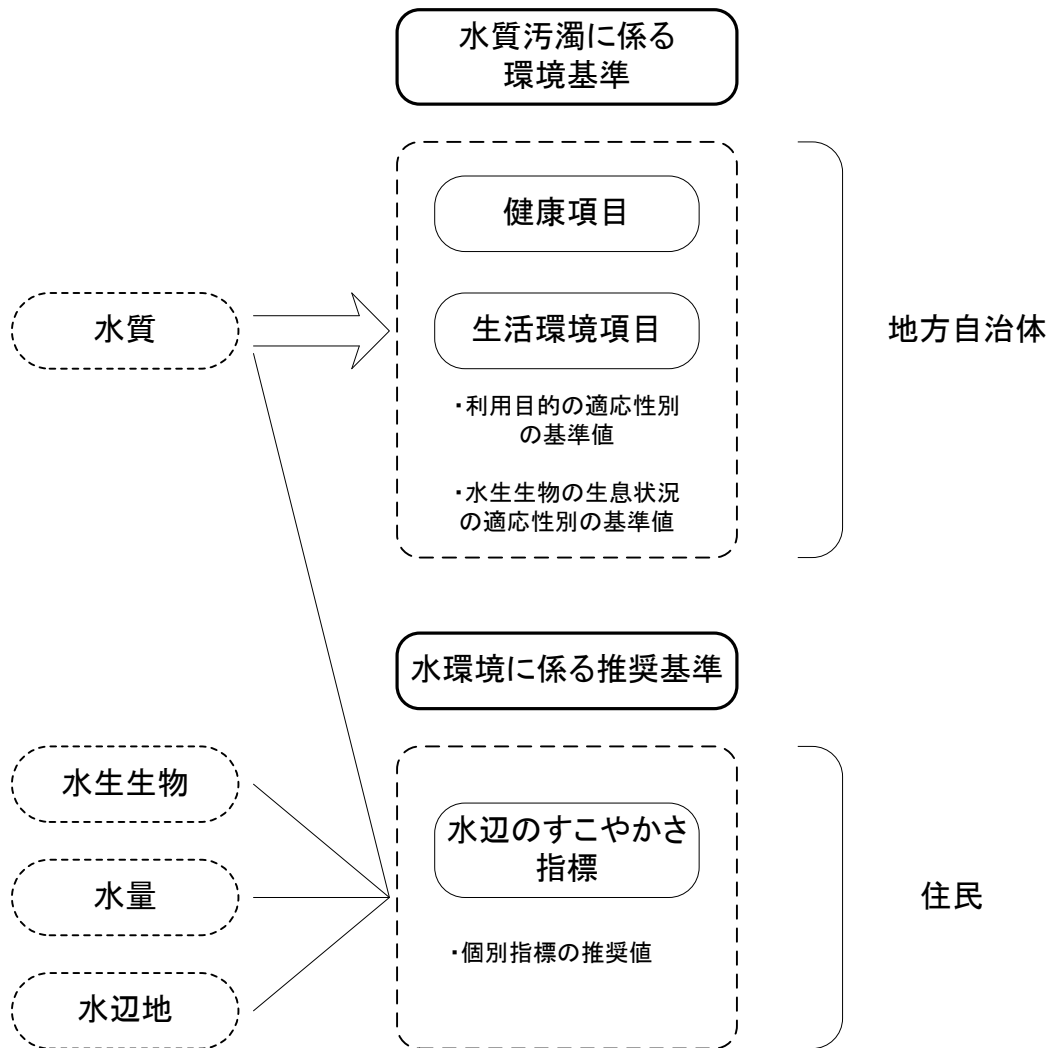 水質汚濁に係る
環境基準
健康項目
水質
生活環境項目
地方自治体
・利用目的の適応性別
の基準値
・水生生物の生息状況
の適応性別の基準値
水環境に係る推奨基準
水生生物
水辺のすこやかさ
指標
水量
住民
・個別指標の推奨値
水辺地